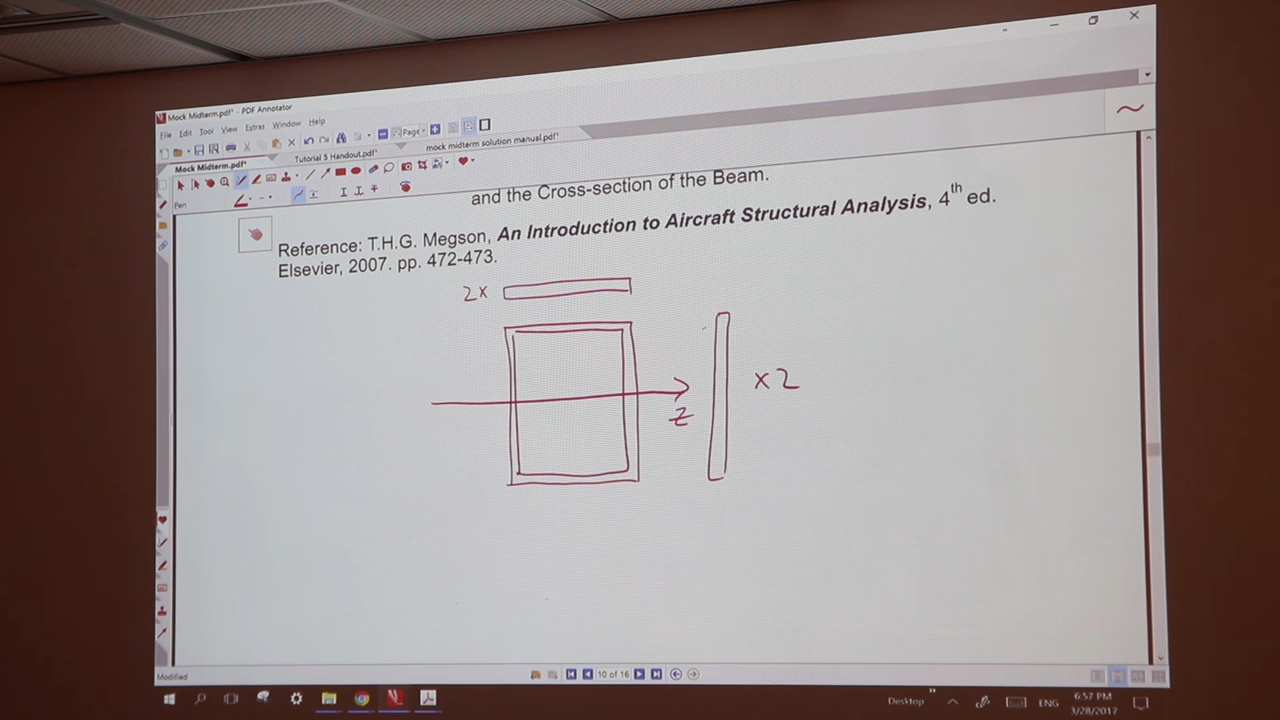 Mock Midterm.pdf* - PDF Annotator
File Edit Tool View Extras Window Help
Page
Mock Midterm.pdf* Tutorial 5 Handout.pdf* mock midterm solution manual.pdf*
Pen
and the Cross-section of the Beam.
Reference: T.H.G. Megson, An Introduction to Aircraft Structural Analysis, 4th ed.
Elsevier, 2007. pp. 472-473.
2x
x2
z
Modified
10 of 16
Desktop
ENG
6:57 PM
3/28/2017